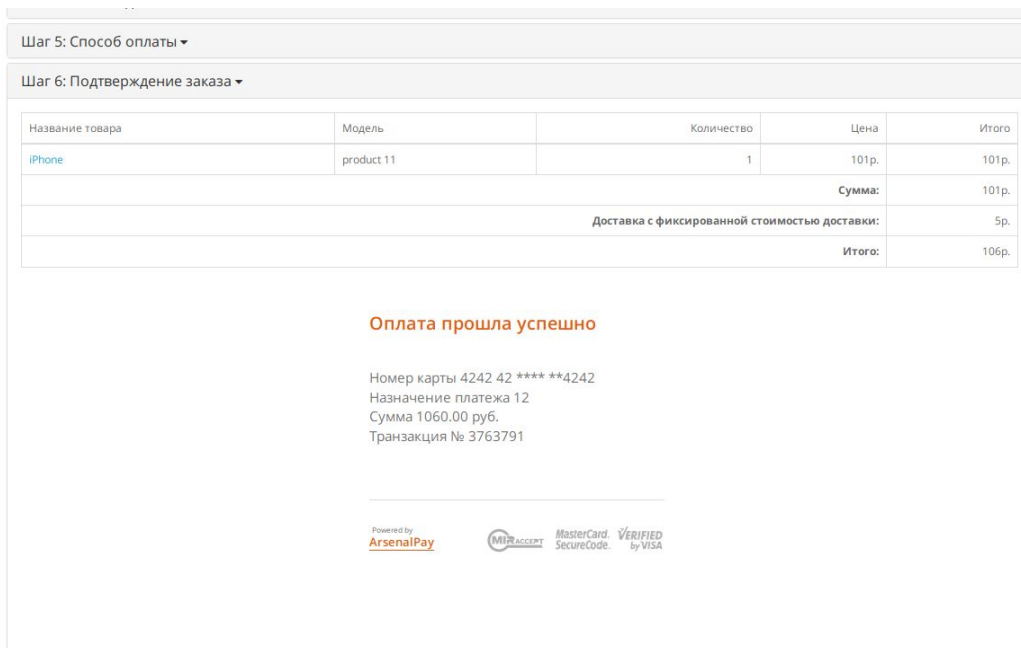 Шаг 5: Способ оплаты
Шаг 6: Подтверждение заказа
Название товара Модель Количество Цена Итого
iPhone product 11 1 101р. 101р.
Сумма: 101р.
Доставка с фиксированной стоимостью доставки: 5р.
Итого: 106р.
Оплата прошла успешно
Номер карты 4242 42 **** **4242
Назначение платежа 12
Сумма 1060.00 руб.
Транзакция № 3763791
Powered by
ArsenalPay
MIR ACCEPT
MasterCard.
SecureCode.
VERIFIED
by VISA